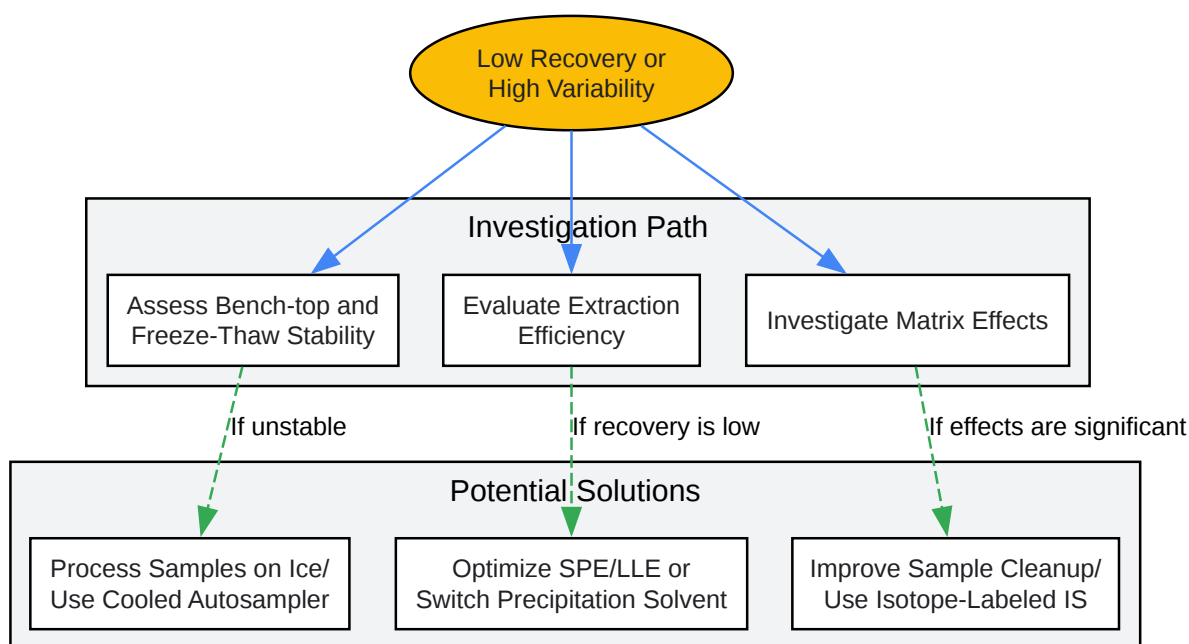 Low Recovery or
High Variability
Investigation Path
Assess Bench-top and
Freeze-Thaw Stability
Evaluate Extraction
Efficiency
Investigate Matrix Effects
If unstable
If recovery is low
If effects are significant
Potential Solutions
Process Samples on Ice/
Use Cooled Autosampler
Optimize SPE/LLE or
Switch Precipitation Solvent
Improve Sample Cleanup/
Use Isotope-Labeled IS